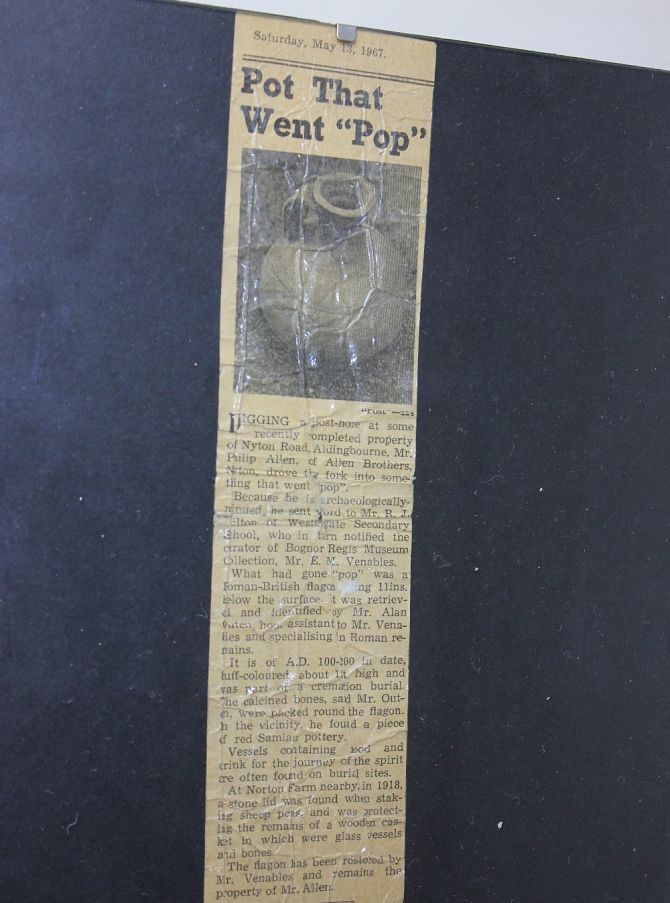 Saturday, May 13, 1967.
Pot That
Went "Pop"
"Post"—224
DIGGING a post-hole at some
recently completed property
of Nyton Road, Aldingbourne, Mr.
Philip Allen, of Allen Brothers,
Nyton, drove the fork into some-
thing that went "pop".
Because he is archaeologically-
minded, he sent word to Mr. R. J.
of Westergate Secondary
School, who in turn notified the
curator of Bognor Regis Museum
Collection, Mr. E. M. Venables.
What had gone "pop" was a
Roman-British flagon 11ins.
below the surface. It was retriev-
ed and identified by Mr. Alan
Outen, hon. assistant to Mr. Vena-
bles and specialising in Roman re-
mains.
It is of A.D. 100-200 in date,
buff-coloured, about 1ft high and
was part of a cremation burial.
The calcined bones, said Mr. Out-
en, were packed round the flagon.
In the vicinity, he found a piece
of red Samian pottery.
Vessels containing food and
drink for the journey of the spirit
are often found on burial sites.
At Norton Farm nearby, in 1918,
a stone lid was found when stak-
ing sheep pens, and was protect-
ing the remains of a wooden cas-
ket in which were glass vessels
and bones.
The flagon has been restored by
Mr. Venables and remains the
property of Mr. Allen.